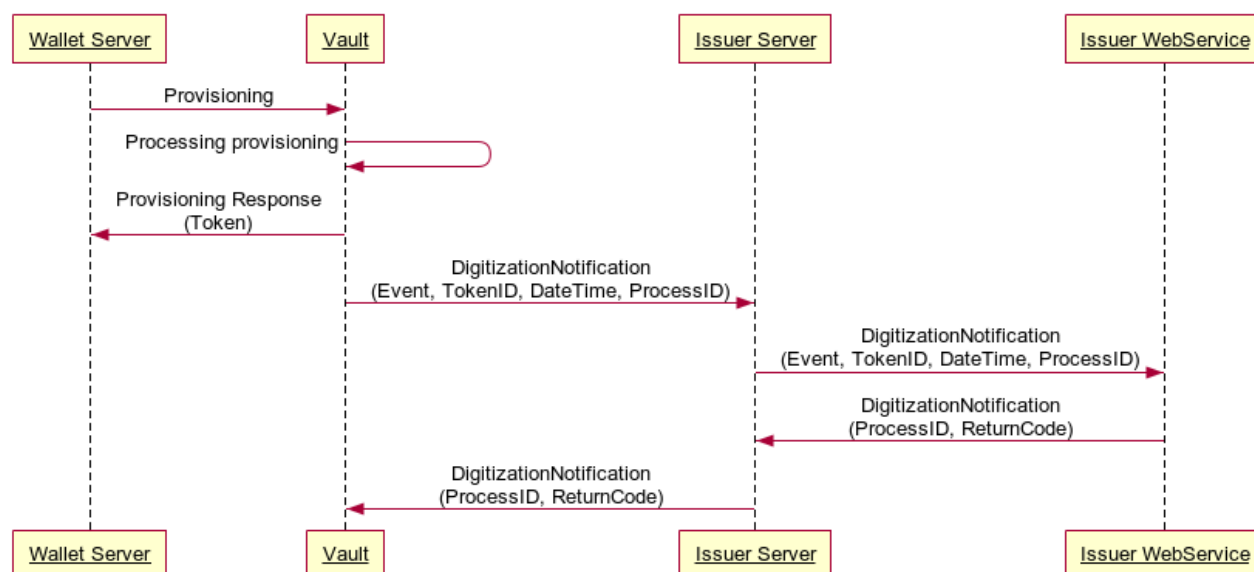 Wallet Server
Vault
Issuer Server
Issuer WebService
Provisioning
Processing provisioning
Provisioning Response
(Token)
DigitizationNotification
(Event, TokenID, DateTime, ProcessID)
DigitizationNotification
(Event, TokenID, DateTime, ProcessID)
DigitizationNotification
(ProcessID, ReturnCode)
DigitizationNotification
(ProcessID, ReturnCode)
Wallet Server
Vault
Issuer Server
Issuer WebService